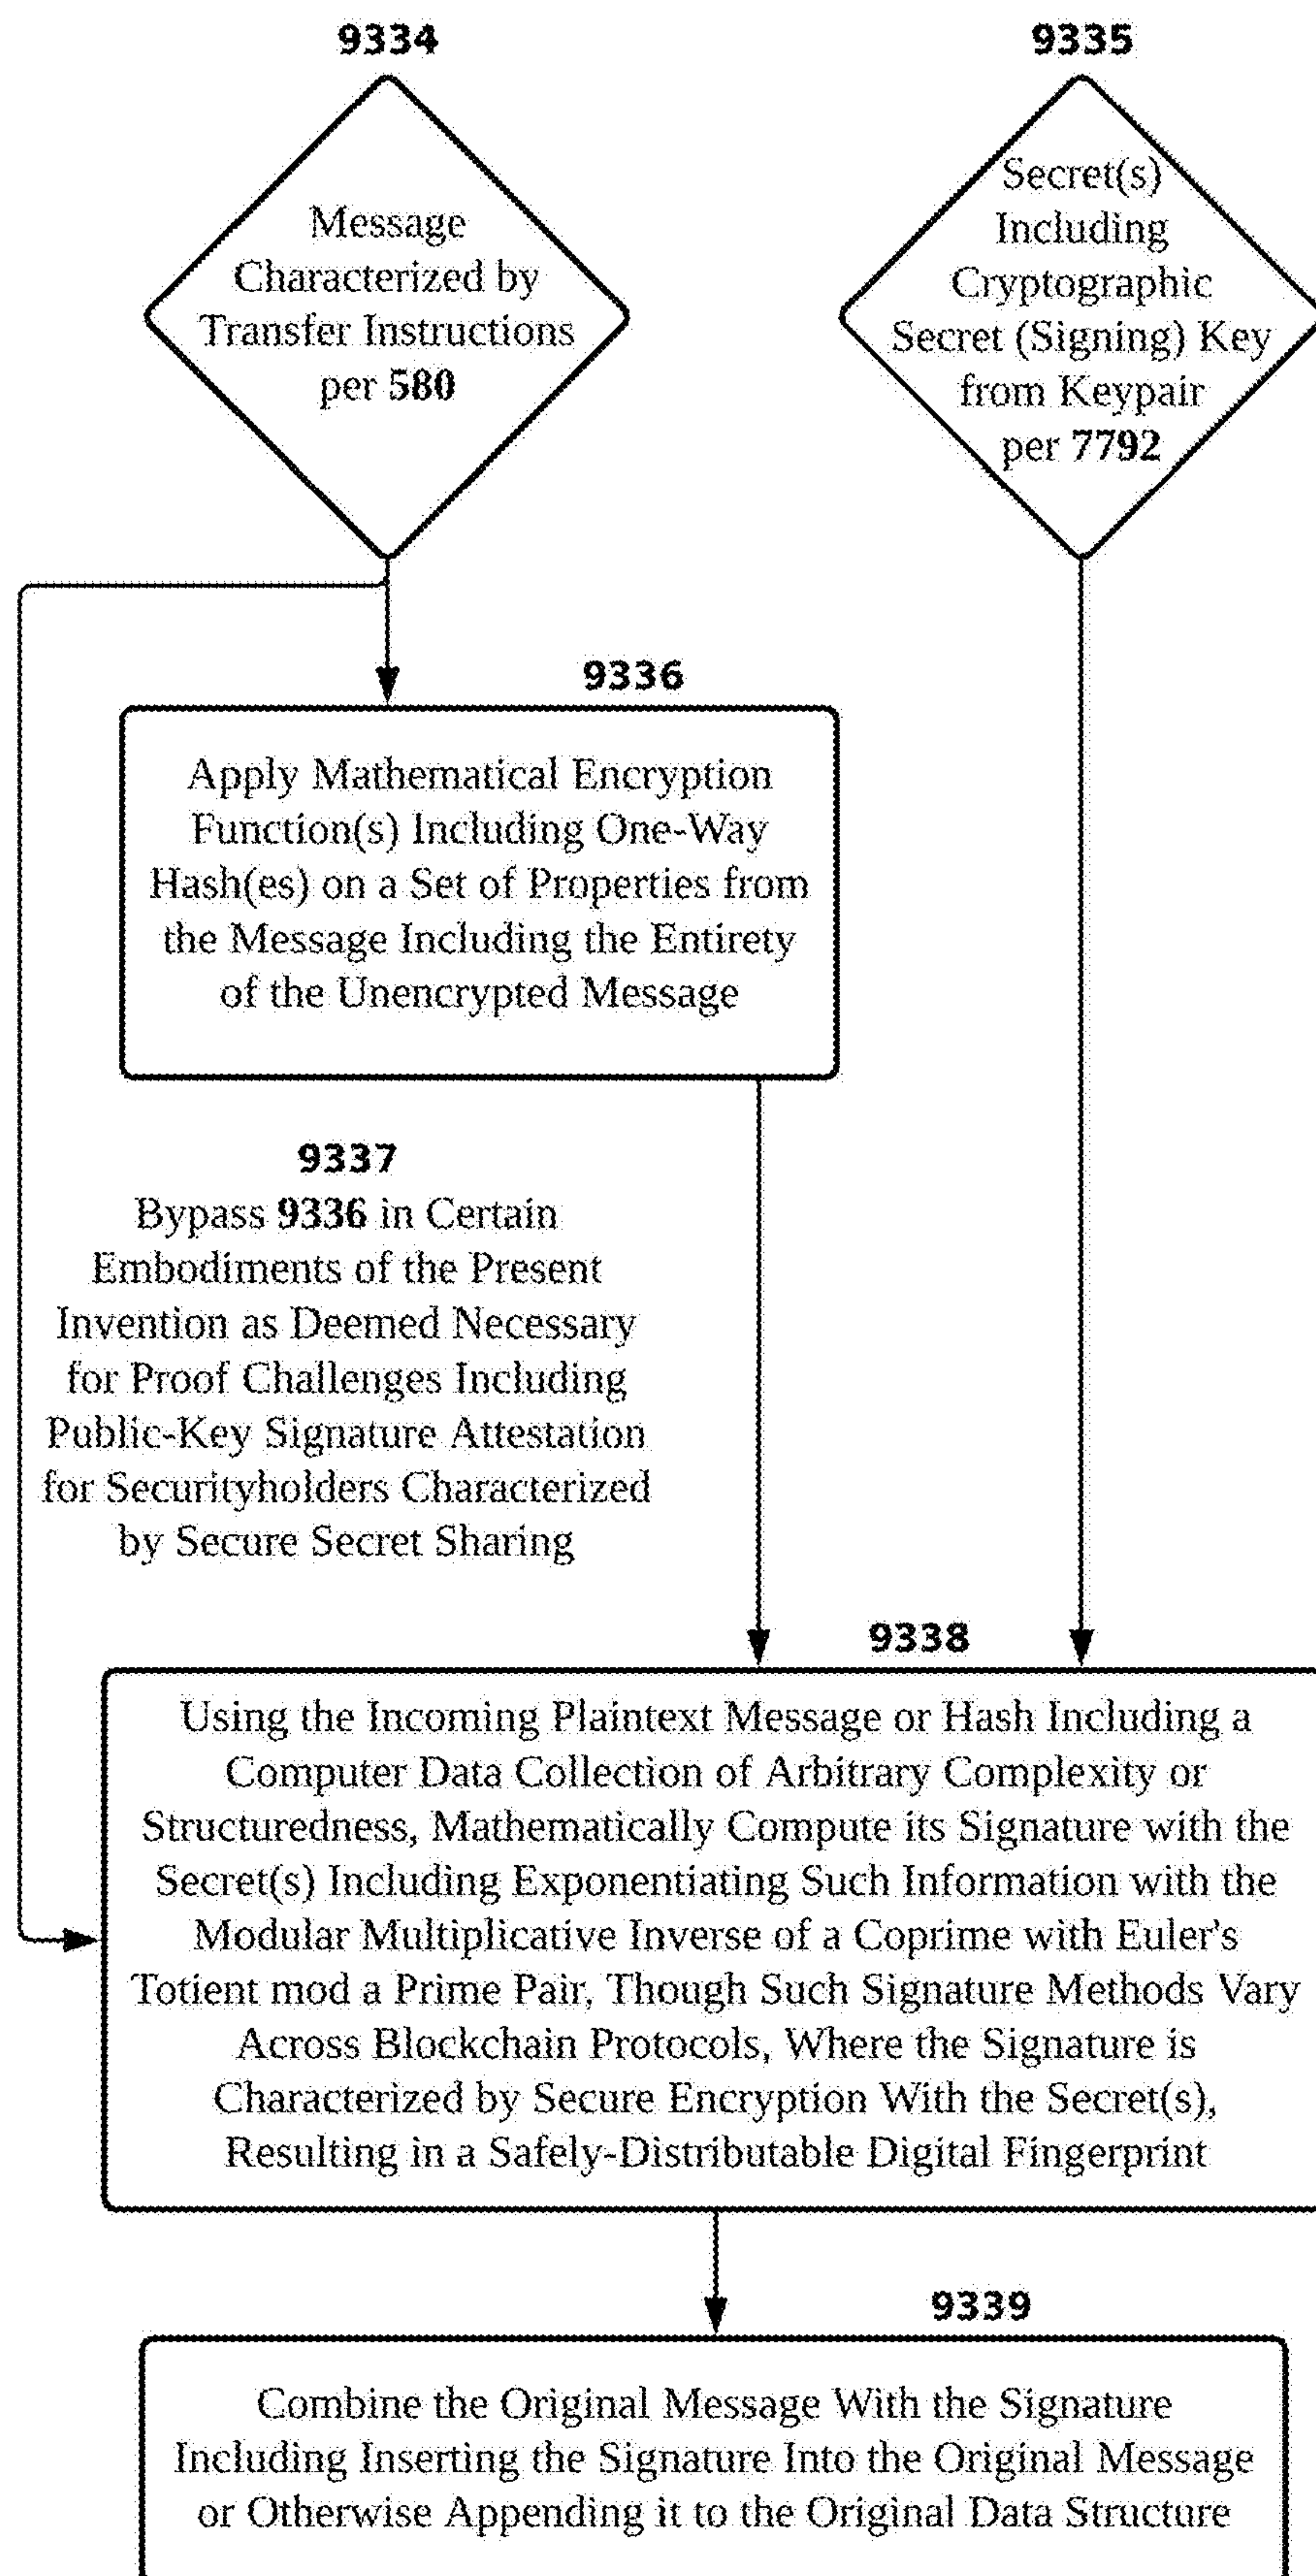 9334
Message
Characterized by
Transfer Instructions
per 580
9335
Secret(s)
Including
Cryptographic
Secret (Signing) Key
from Keypair
per 7792
9336
Apply Mathematical Encryption
Function(s) Including One-Way
Hash(es) on a Set of Properties from
the Message Including the Entirety
of the Unencrypted Message
9337
Bypass 9336 in Certain
Embodiments of the Present
Invention as Deemed Necessary
for Proof Challenges Including
Public-Key Signature Attestation
for Securityholders Characterized
by Secure Secret Sharing
9338
Using the Incoming Plaintext Message or Hash Including a
Computer Data Collection of Arbitrary Complexity or
Structuredness, Mathematically Compute its Signature with the
Secret(s) Including Exponentiating Such Information with the
Modular Multiplicative Inverse of a Coprime with Euler's
Totient mod a Prime Pair, Though Such Signature Methods Vary
Across Blockchain Protocols, Where the Signature is
Characterized by Secure Encryption With the Secret(s),
Resulting in a Safely-Distributable Digital Fingerprint
9339
Combine the Original Message With the Signature
Including Inserting the Signature Into the Original Message
or Otherwise Appending it to the Original Data Structure